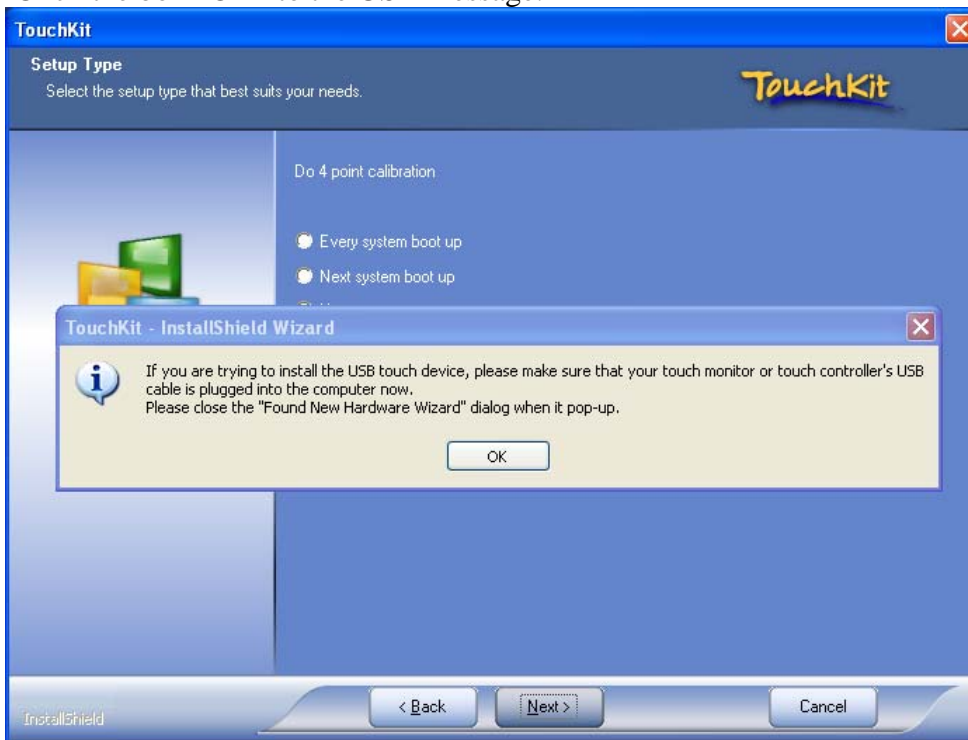 TouchKit
Setup Type
Select the setup type that best suits your needs.
TouchKit
Do 4 point calibration
Every system boot up
Next system boot up
TouchKit - InstallShield Wizard
If you are trying to install the USB touch device, please make sure that your touch monitor or touch controller's USB
cable is plugged into the computer now.
Please close the "Found New Hardware Wizard" dialog when it pop-up.
OK
InstallShield
< Back
Next >
Cancel